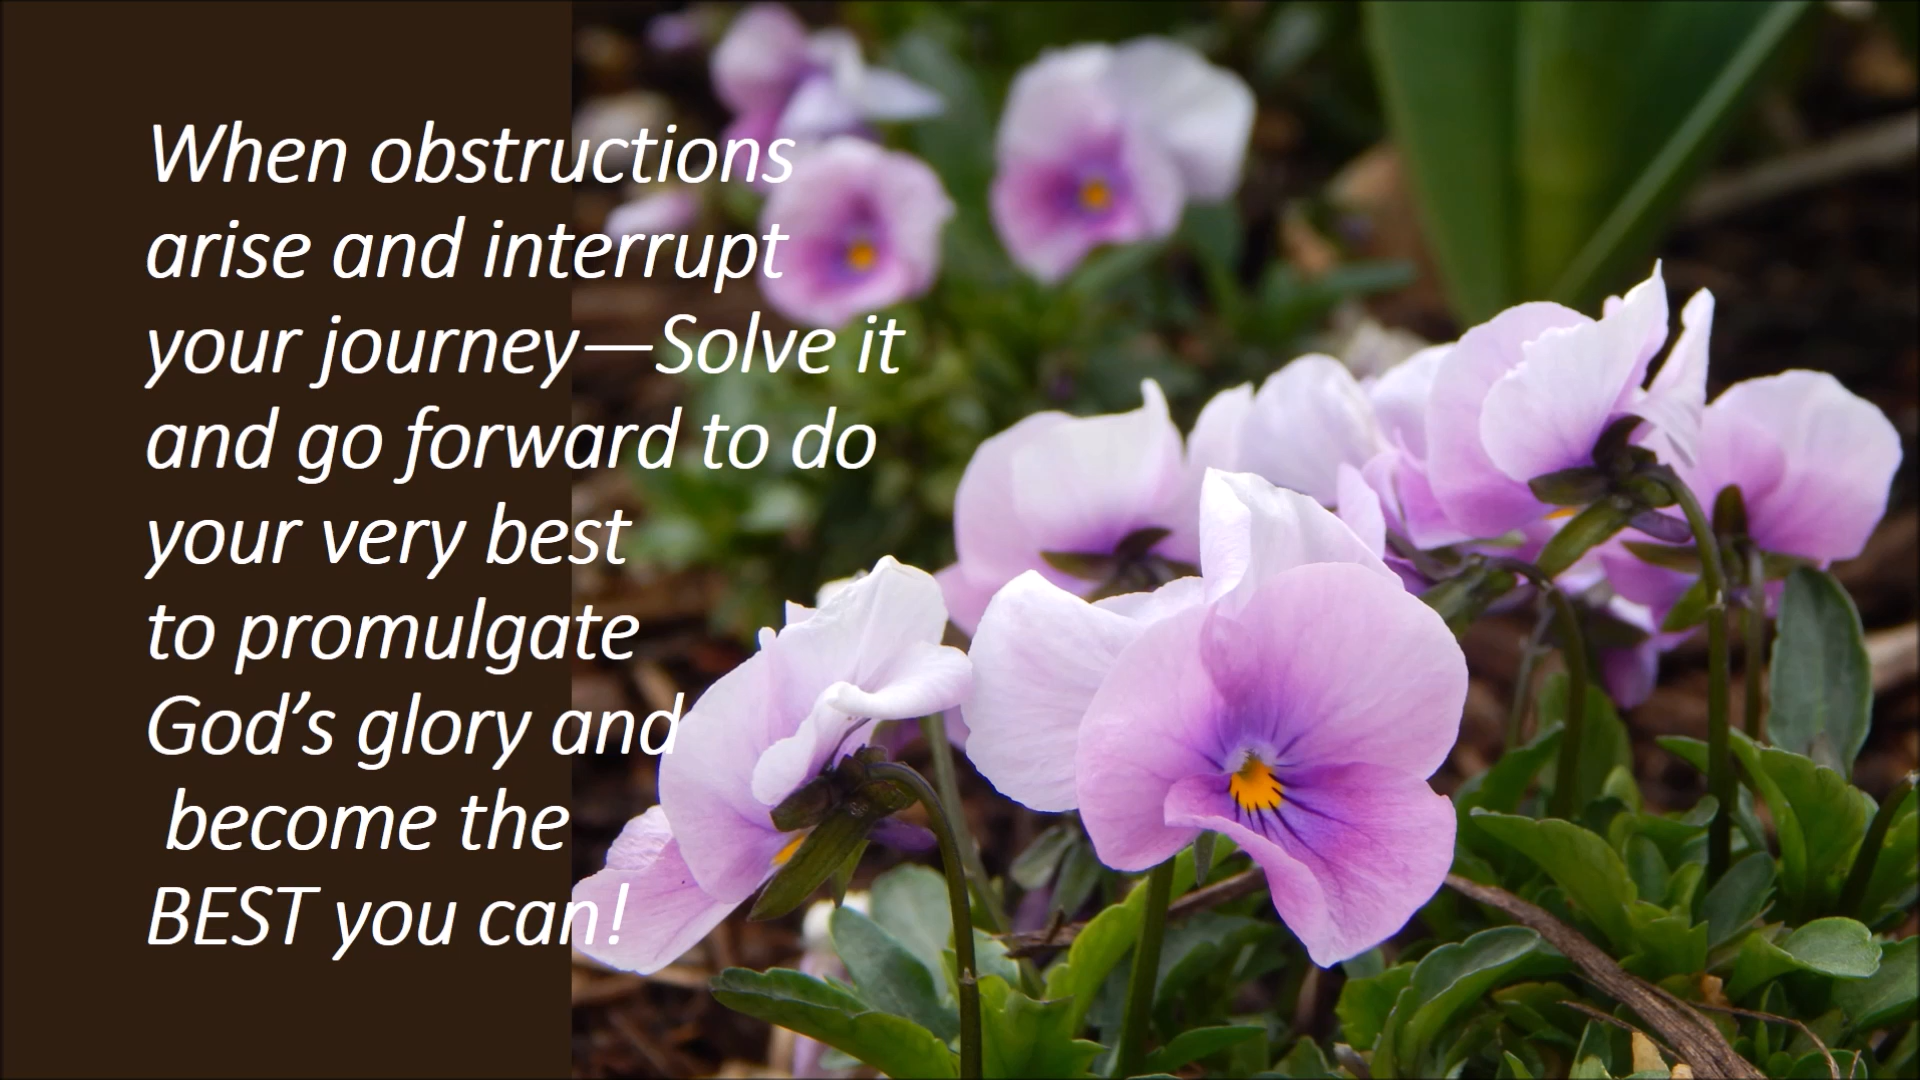 When obstructions
arise and interrupt
your journey—Solve it
and go forward to do
your very best
to promulgate
God’s glory and
become the
BEST you can!